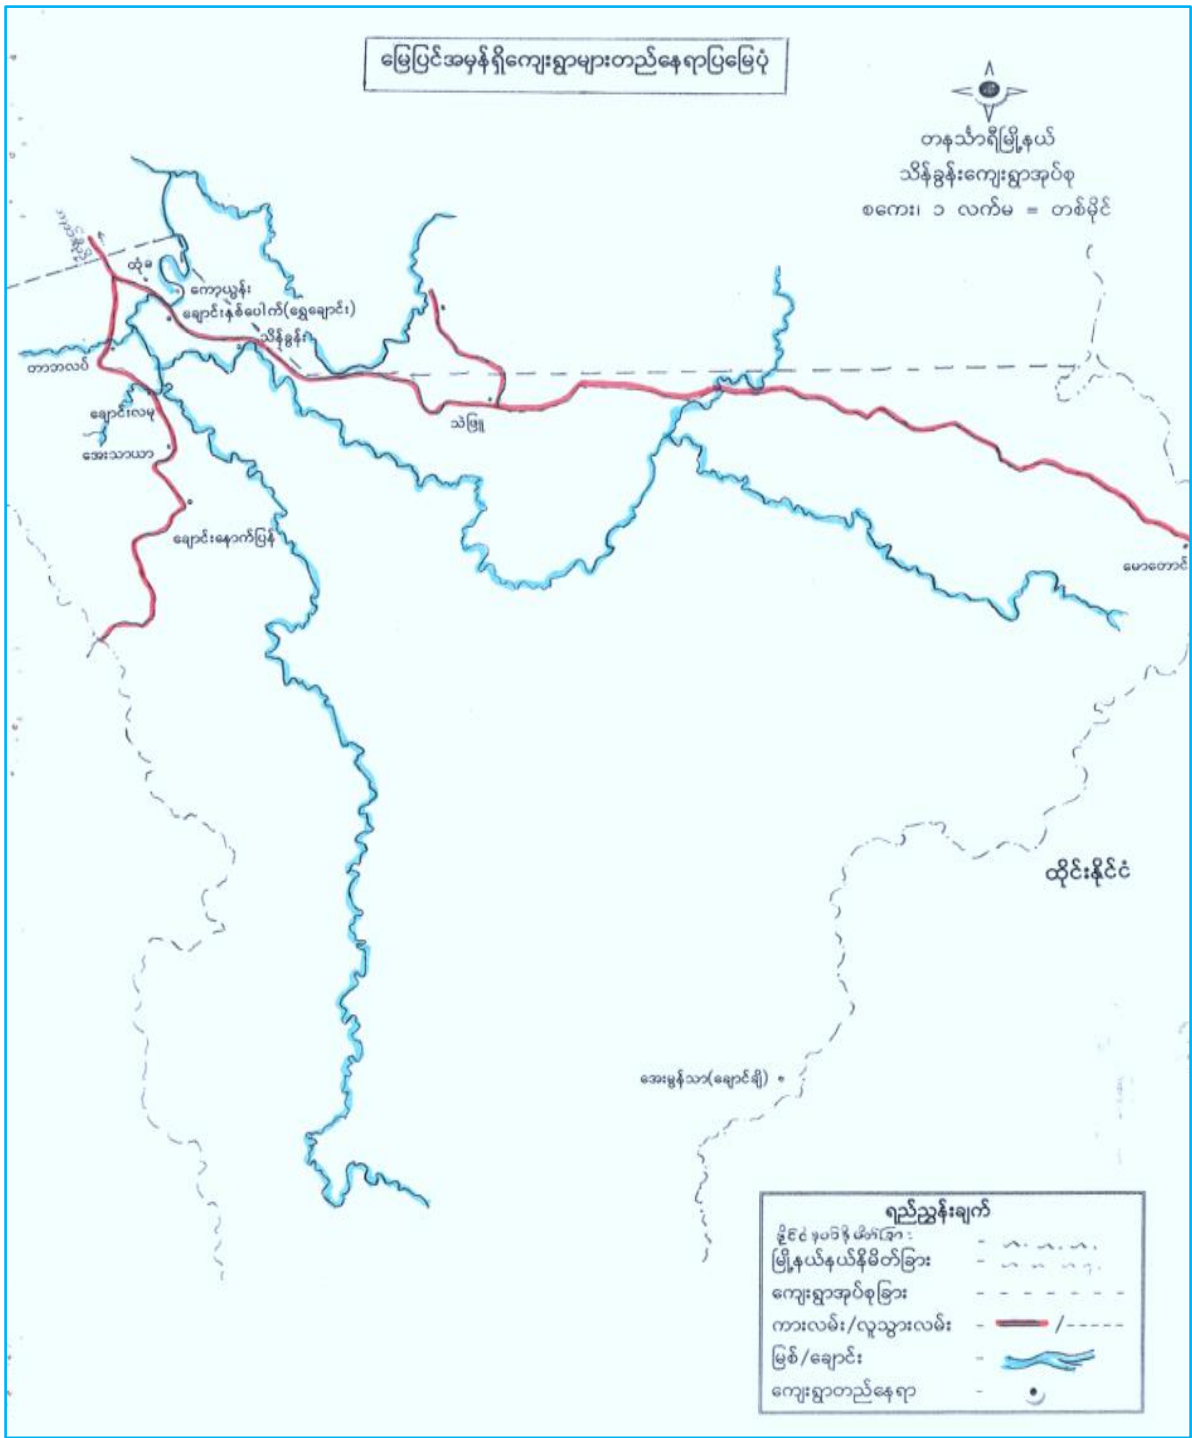 မြေပြင်အမှန်ရှိကျေးရွာများတည်နေရာပြမြေပုံ
တနင်္သာရီမြို့နယ်
သိန်ခွန်းကျေးရွာအုပ်စု
စကေး၊ ၁ လက်မ = တစ်မိုင်
ထုံခ
ကော့ယွန်း
ချောင်းနှစ်ပေါက်(ရွှေချောင်း)
သိန်ခွန်း
တာဘလပ်
ချောင်းလမု
သဲဖြူ
အေးသာယာ
ချောင်းနောက်ပြန်
မောတောင်
ထိုင်းနိုင်ငံ
အေးမွန်သာ(ချောင်ချို)
ရည်ညွှန်းချက်
မြို့နယ်နယ်နိမိတ်ခြား -
ကျေးရွာအုပ်စုခြား -
ကားလမ်း/လူသွားလမ်း - /
မြစ်/ချောင်း -
ကျေးရွာတည်နေရာ -